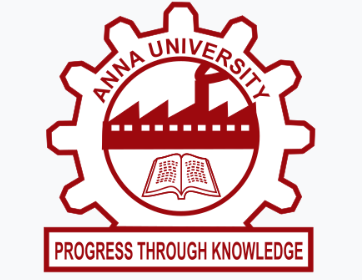 ANNA UNIVERSITY
PROGRESS THROUGH KNOWLEDGE